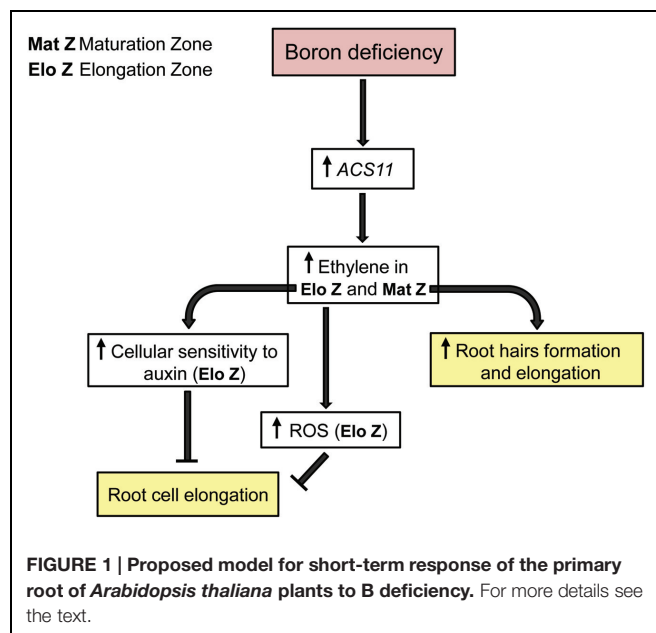 Mat Z Maturation Zone
Elo Z Elongation Zone
Boron deficiency
↑ ACS11
↑ Ethylene in
Elo Z and Mat Z
↑ Cellular sensitivity to
auxin (Elo Z)
↑ Root hairs formation
and elongation
↑ ROS (Elo Z)
Root cell elongation
FIGURE 1 | Proposed model for short-term response of the primary
root of Arabidopsis thaliana plants to B deficiency. For more details see
the text.